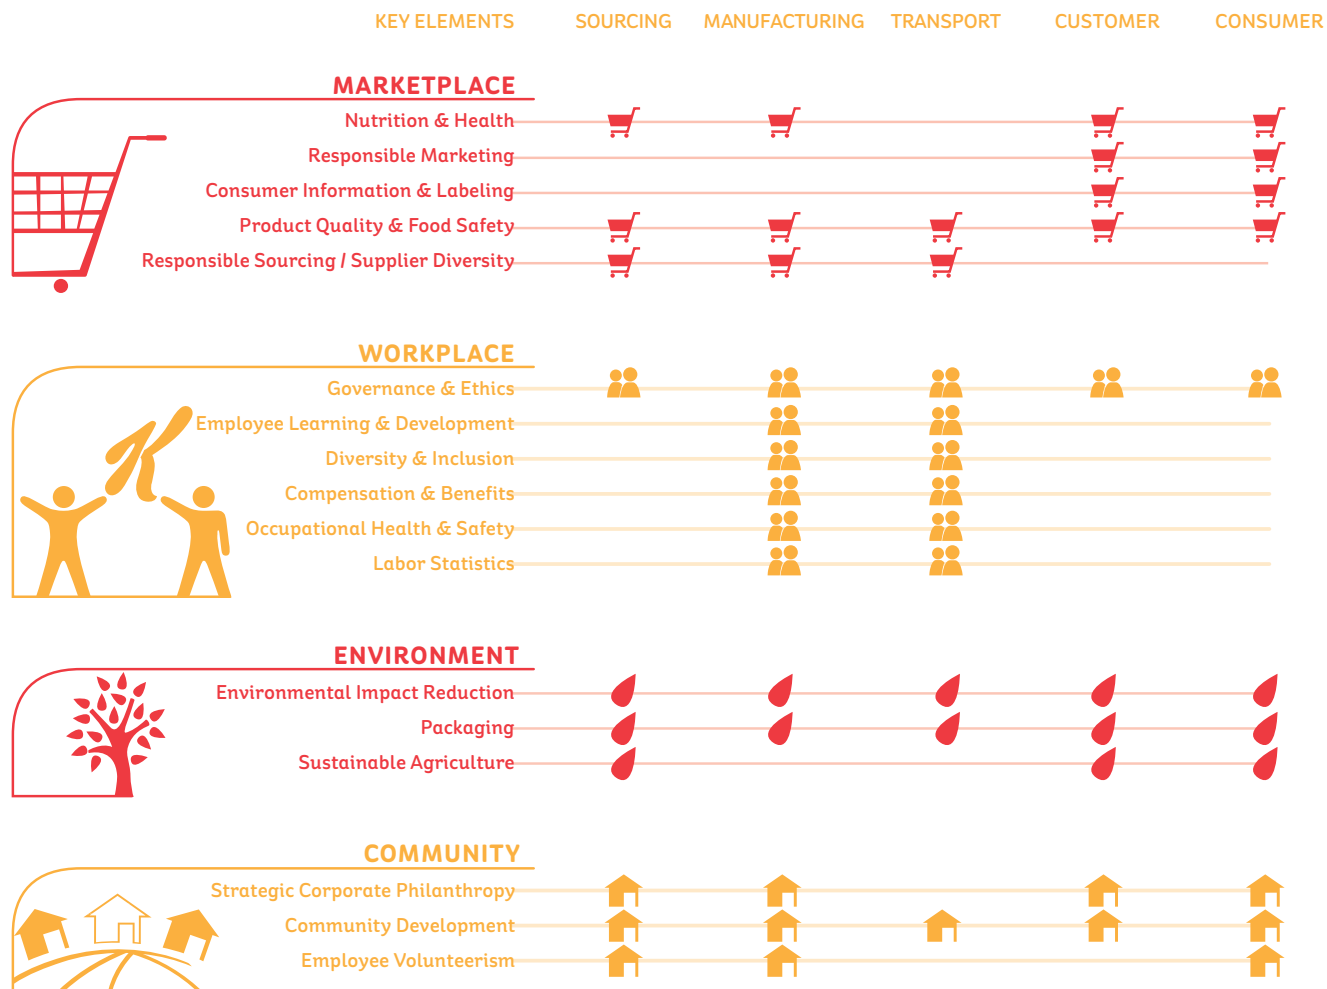 KEY ELEMENTS SOURCING MANUFACTURING TRANSPORT CUSTOMER CONSUMER
MARKETPLACE
Nutrition & Health
Responsible Marketing
Consumer Information & Labeling
Product Quality & Food Safety
Responsible Sourcing / Supplier Diversity
WORKPLACE
Governance & Ethics
Employee Learning & Development
Diversity & Inclusion
Compensation & Benefits
Occupational Health & Safety
Labor Statistics
ENVIRONMENT
Environmental Impact Reduction
Packaging
Sustainable Agriculture
COMMUNITY
Strategic Corporate Philanthropy
Community Development
Employee Volunteerism